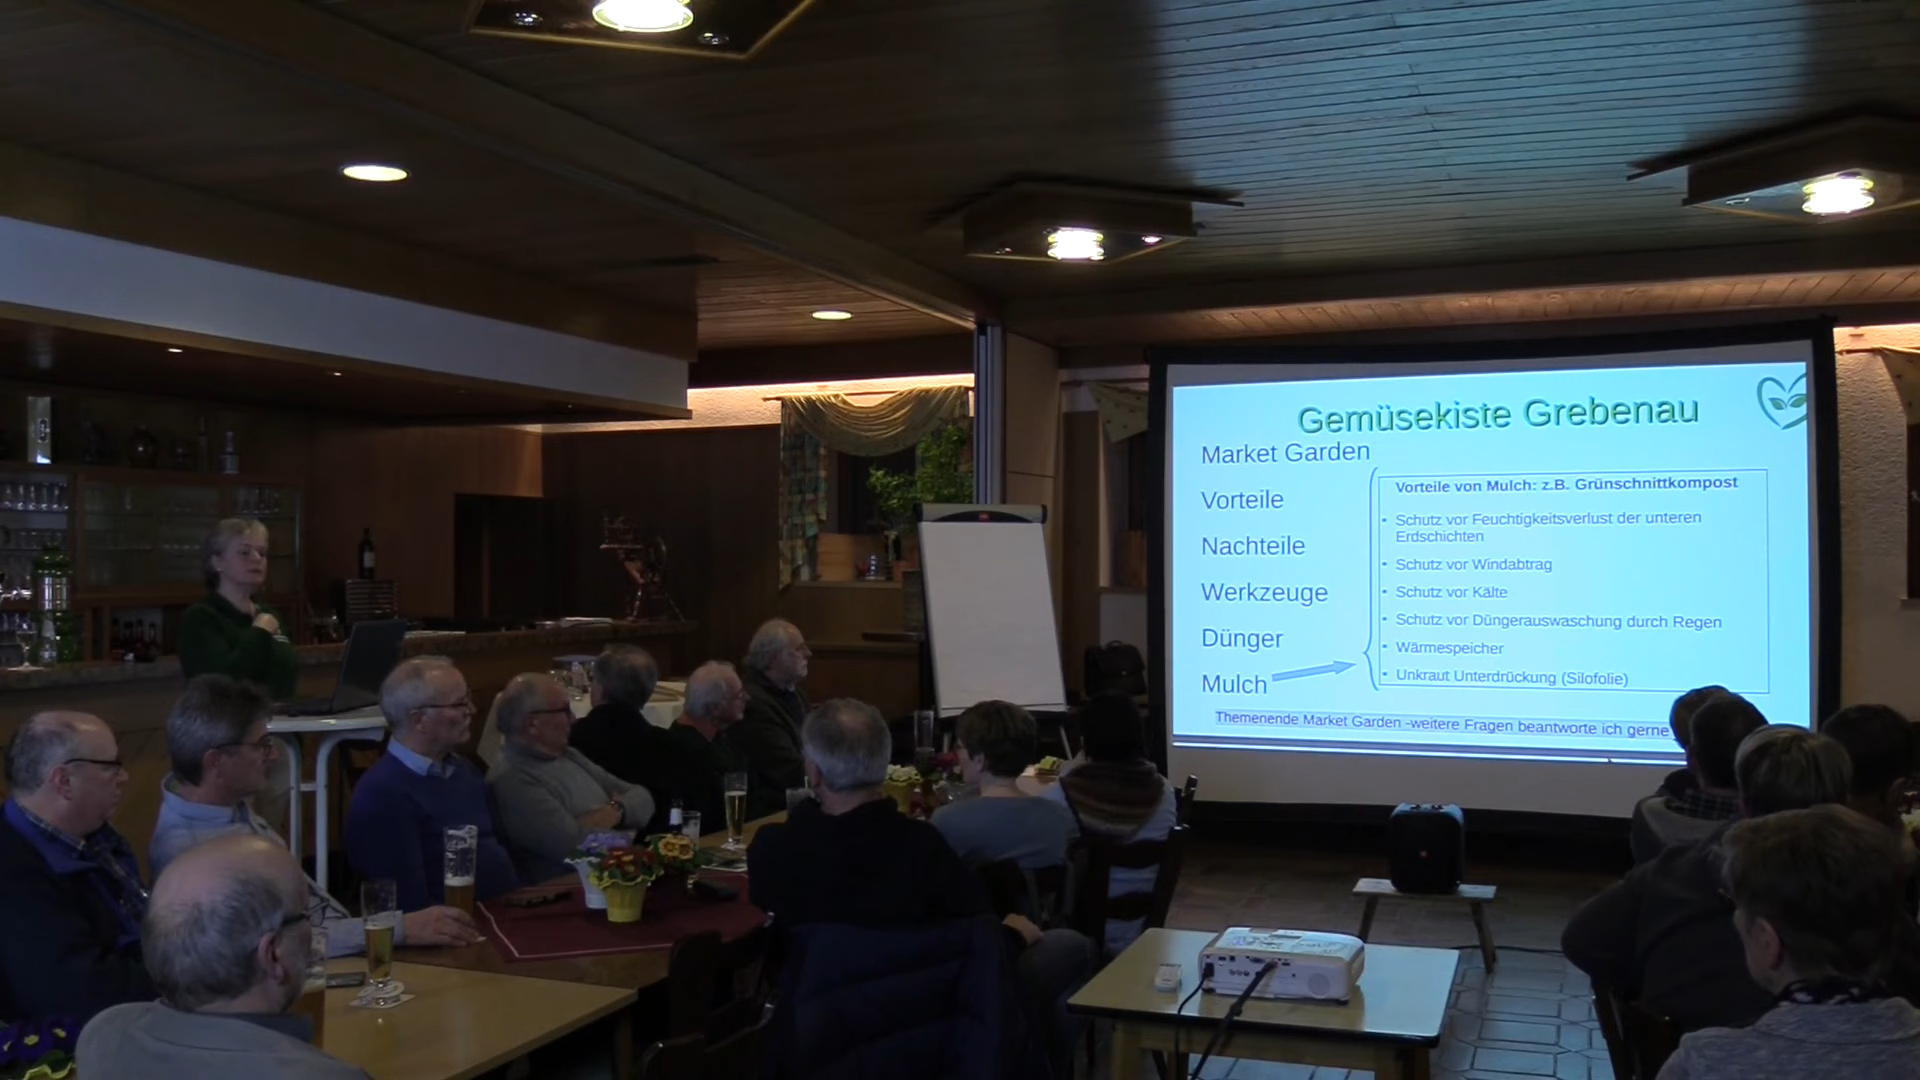 Gemüsekiste Grebenau
Market Garden
Vorteile
Nachteile
Werkzeuge
Dünger
Mulch
Vorteile von Mulch: z.B. Grünschnittkompost
• Schutz vor Feuchtigkeitsverlust der unteren
Erdschichten
• Schutz vor Windabtrag
• Schutz vor Kälte
• Schutz vor Düngerauswaschung durch Regen
• Wärmespeicher
• Unkraut Unterdrückung (Silofolie)
Themenende Market Garden -weitere Fragen beantworte ich gerne